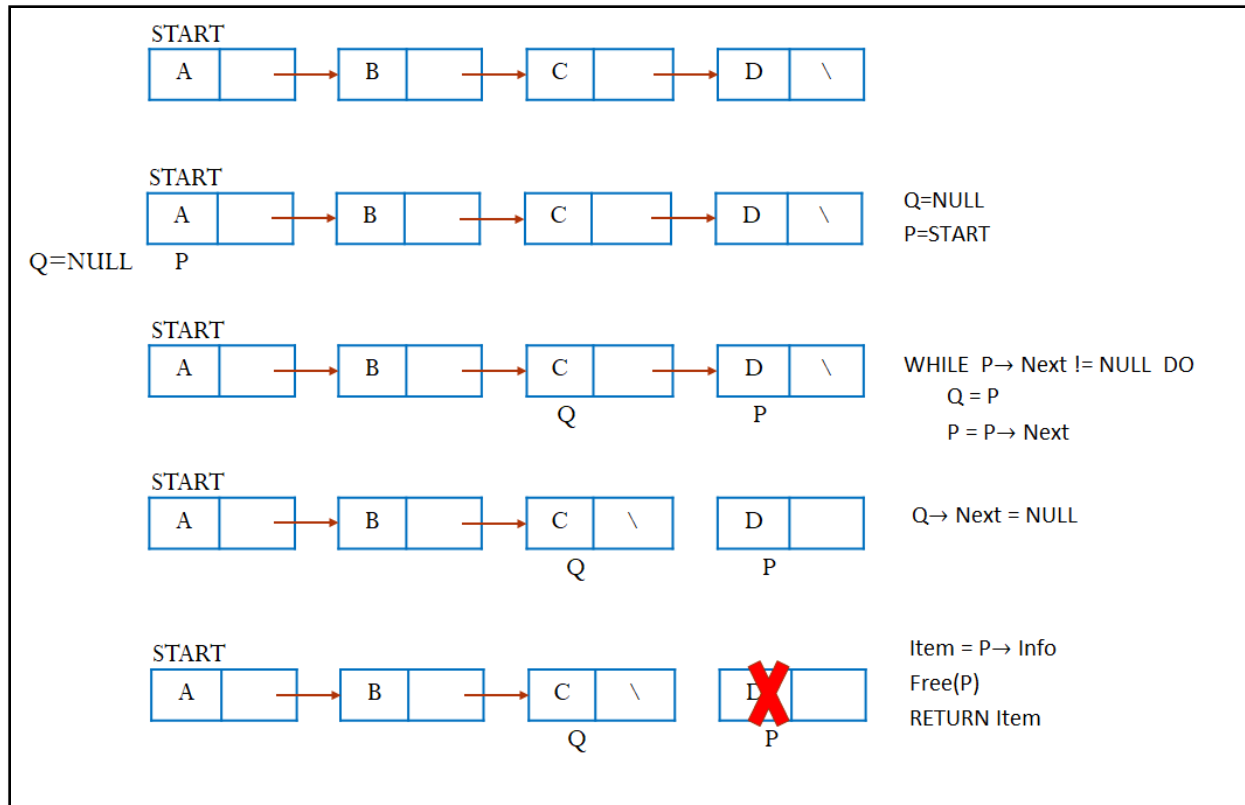 START
A B C D \
START
A B C D \
Q=NULL
P=START
Q=NULL P
START
A B C D \
Q P
WHILE P→ Next != NULL DO
Q = P
P = P→ Next
START
A B C \ D
Q P
Q→ Next = NULL
START
A B C \ D
Q P
Item = P→ Info
Free(P)
RETURN Item